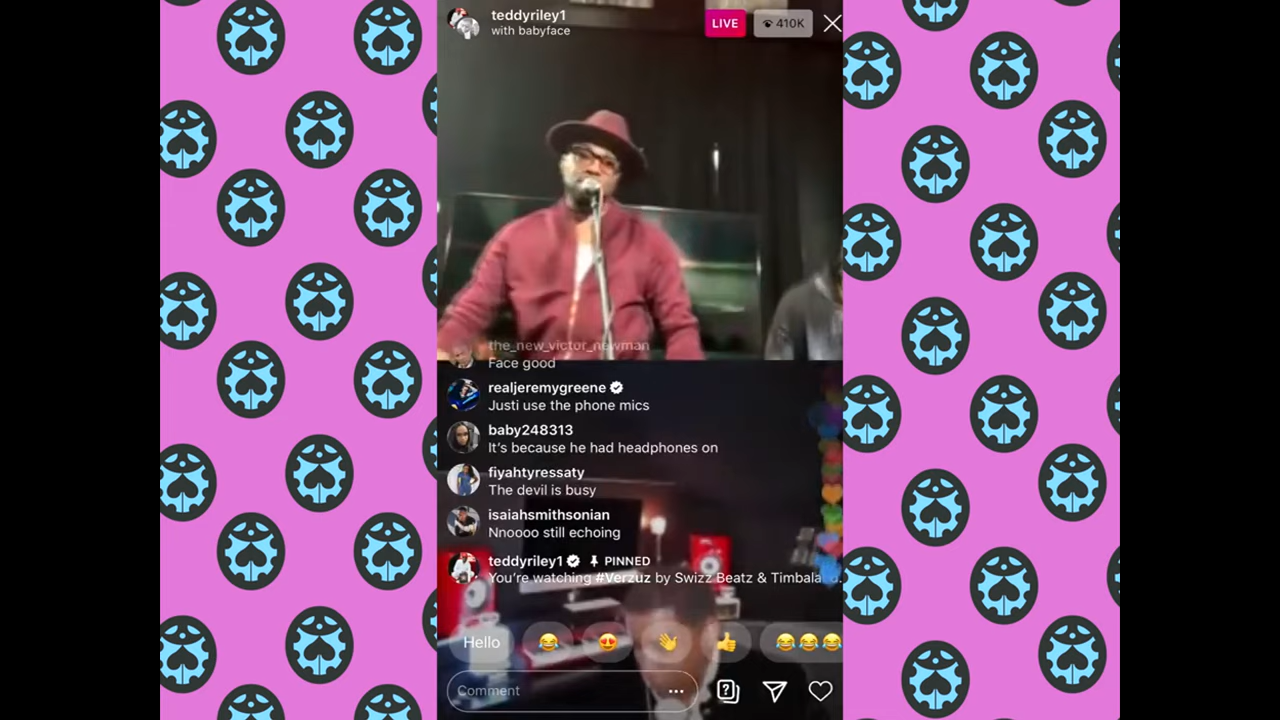 teddyriley1
with babyface
LIVE
410K
the_new_victor_newman
Face good
realjeremygreene
Justi use the phone mics
baby248313
It's because he had headphones on
fiyahtyressaty
The devil is busy
isaiahsmithsonian
Nnoooo still echoing
teddyriley1 PINNED
You're watching #Verzuz by Swizz Beatz & Timbala
Hello
Comment